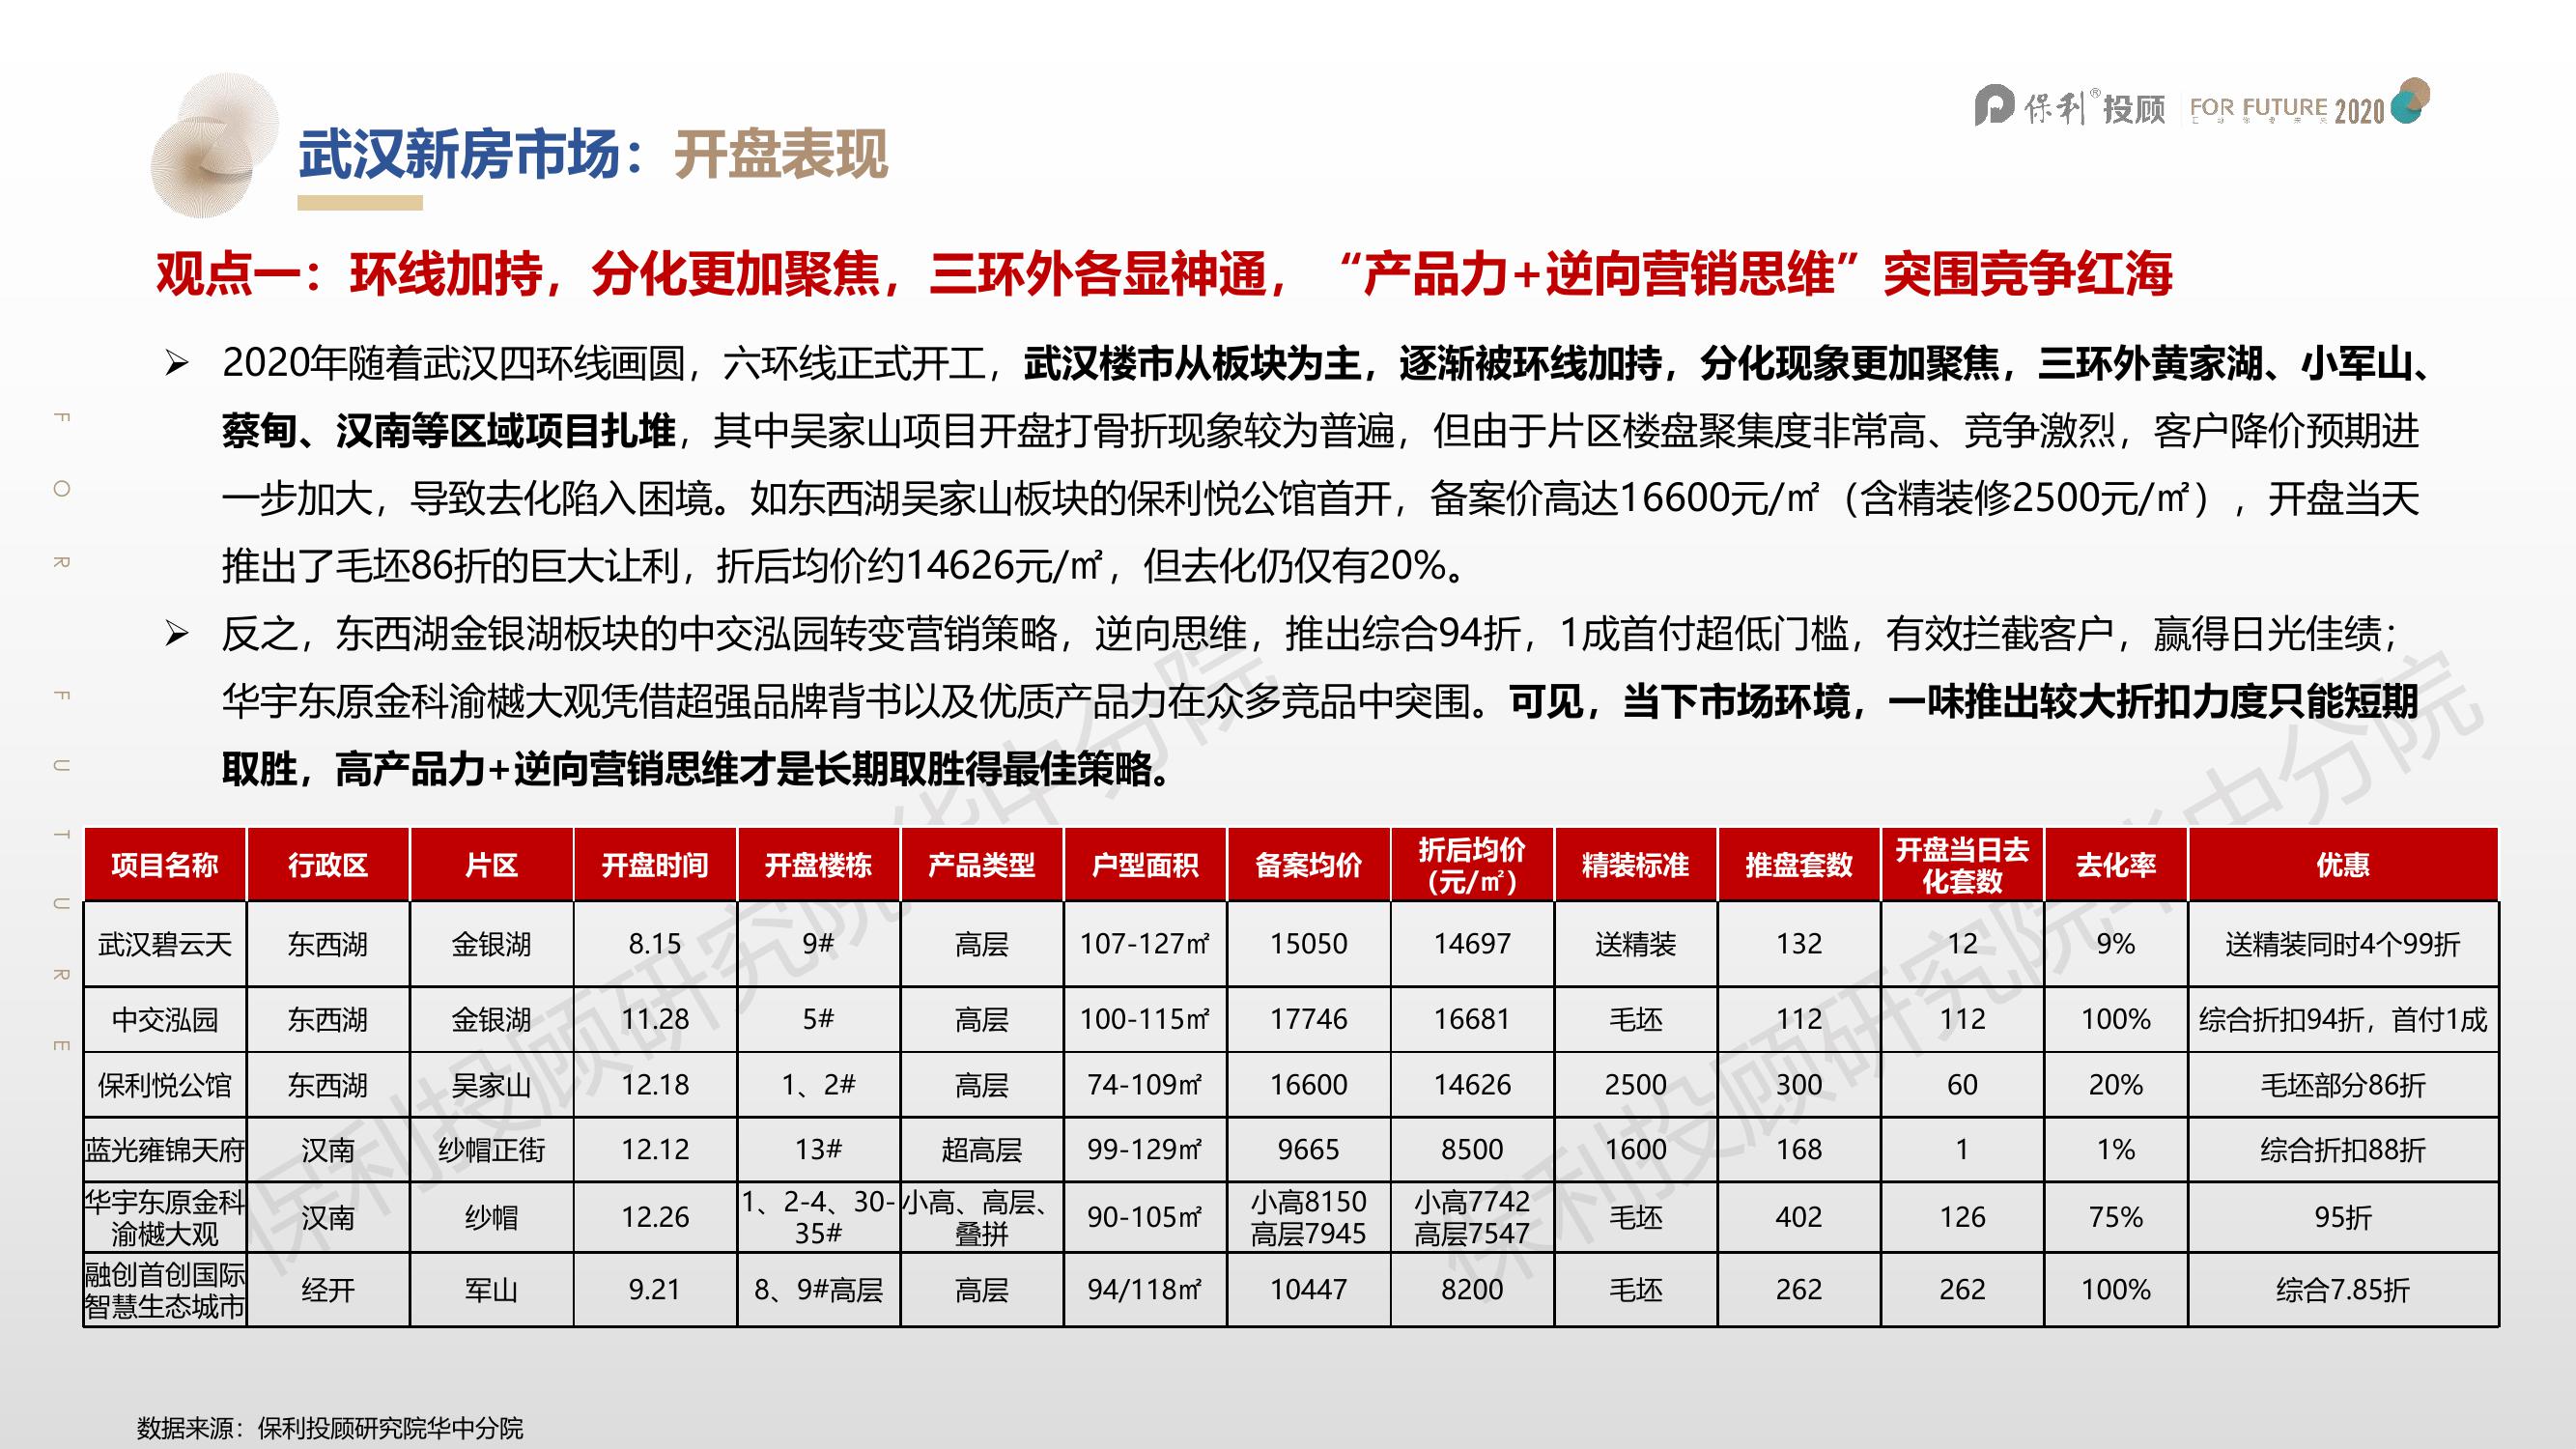 保利®投顾 FOR FUTURE 2020
武汉新房市场：开盘表现
观点一：环线加持，分化更加聚焦，三环外各显神通，“产品力+逆向营销思维”突围竞争红海
➢ 2020年随着武汉四环线画圆，六环线正式开工，武汉楼市从板块为主，逐渐被环线加持，分化现象更加聚焦，三环外黄家湖、小军山、
蔡甸、汉南等区域项目扎堆，其中吴家山项目开盘打骨折现象较为普遍，但由于片区楼盘聚集度非常高、竞争激烈，客户降价预期进
一步加大，导致去化陷入困境。如东西湖吴家山板块的保利悦公馆首开，备案价高达16600元/㎡（含精装修2500元/㎡），开盘当天
推出了毛坯86折的巨大让利，折后均价约14626元/㎡，但去化仍仅有20%。
➢ 反之，东西湖金银湖板块的中交泓园转变营销策略，逆向思维，推出综合94折，1成首付超低门槛，有效拦截客户，赢得日光佳绩；
华宇东原金科渝樾大观凭借超强品牌背书以及优质产品力在众多竞品中突围。可见，当下市场环境，一味推出较大折扣力度只能短期
取胜，高产品力+逆向营销思维才是长期取胜得最佳策略。
项目名称 行政区 片区 开盘时间 开盘楼栋 产品类型 户型面积 备案均价 折后均价（元/㎡） 精装标准 推盘套数 开盘当日去化套数 去化率 优惠
武汉碧云天 东西湖 金银湖 8.15 9# 高层 107-127㎡ 15050 14697 送精装 132 12 9% 送精装同时4个99折
中交泓园 东西湖 金银湖 11.28 5# 高层 100-115㎡ 17746 16681 毛坯 112 112 100% 综合折扣94折，首付1成
保利悦公馆 东西湖 吴家山 12.18 1、2# 高层 74-109㎡ 16600 14626 2500 300 60 20% 毛坯部分86折
蓝光雍锦天府 汉南 纱帽正街 12.12 13# 超高层 99-129㎡ 9665 8500 1600 168 1 1% 综合折扣88折
华宇东原金科渝樾大观 汉南 纱帽 12.26 1、2-4、30-35# 小高、高层、叠拼 90-105㎡ 小高8150 高层7945 小高7742 高层7547 毛坯 402 126 75% 95折
融创首创国际智慧生态城市 经开 军山 9.21 8、9#高层 高层 94/118㎡ 10447 8200 毛坯 262 262 100% 综合7.85折
数据来源：保利投顾研究院华中分院
FOR FUTURE
保利投顾研究院华中分院
保利投顾研究院华中分院